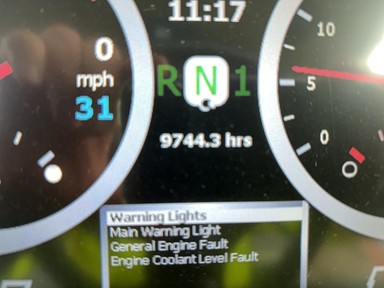 11:17
0
mph
31
R N 1
9744.3 hrs
10
5
0
Warning Lights
Main Warning Light
General Engine Fault
Engine Coolant Level Fault